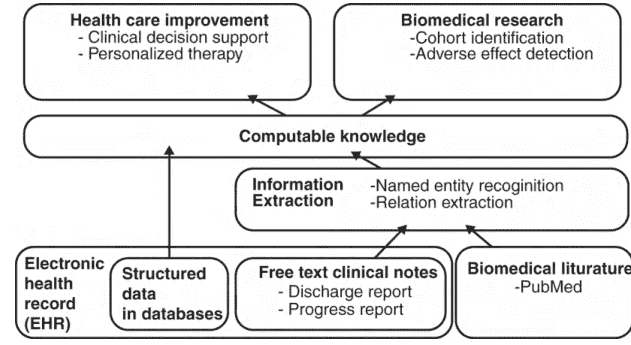 Health care improvement
- Clinical decision support
- Personalized therapy
Biomedical research
-Cohort identification
-Adverse effect detection
Computable knowledge
Information
Extraction
-Named entity recoginition
-Relation extraction
Electronic
health
record
(EHR)
Structured
data
in databases
Free text clinical notes
- Discharge report
- Progress report
Biomedical liturature
-PubMed